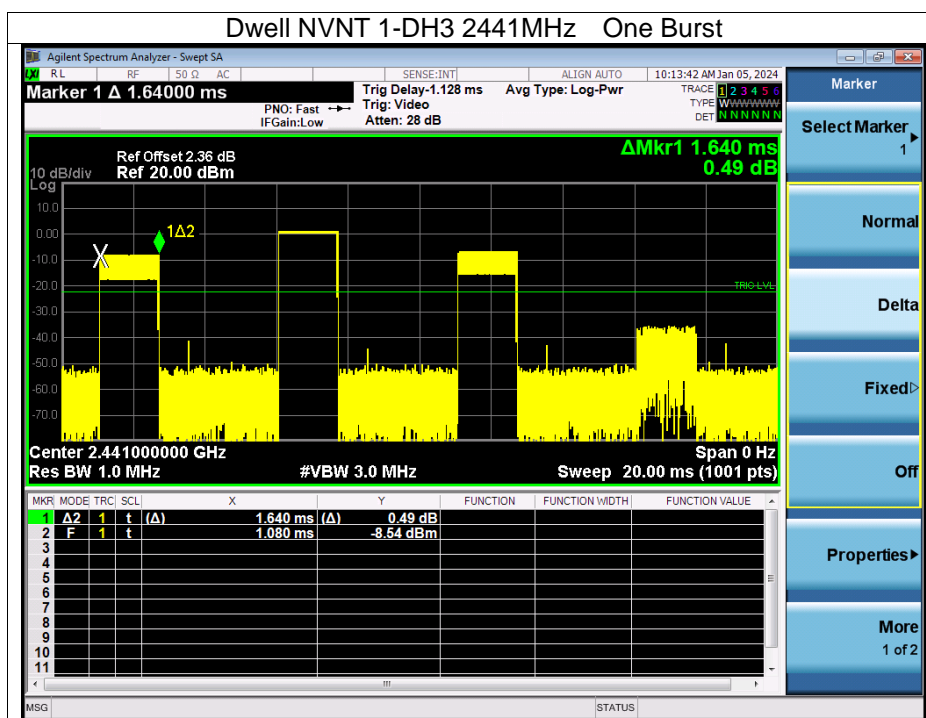 Dwell NVNT 1-DH3 2441MHz One Burst
Agilent Spectrum Analyzer - Swept SA
LXI RL RF 50 Ω AC SENSE:INT ALIGN AUTO 10:13:42 AM Jan 05, 2024
Marker 1 Δ 1.64000 ms
PNO: Fast
IFGain:Low
Trig Delay-1.128 ms
Trig: Video
Atten: 28 dB
Avg Type: Log-Pwr
TRACE 1 2 3 4 5 6
TYPE WWWWWW
DET N N N N N N
ΔMkr1 1.640 ms
0.49 dB
Ref Offset 2.36 dB
10 dB/div Ref 20.00 dBm
Log
10.0
0.00
-10.0
-20.0
-30.0
-40.0
-50.0
-60.0
-70.0
1Δ2
X
TRIG LVL
Center 2.441000000 GHz Span 0 Hz
Res BW 1.0 MHz #VBW 3.0 MHz Sweep 20.00 ms (1001 pts)
MKR MODE TRC SCL X Y FUNCTION FUNCTION WIDTH FUNCTION VALUE
1 Δ2 1 t (Δ) 1.640 ms (Δ) 0.49 dB
2 F 1 t 1.080 ms -8.54 dBm
3
4
5
6
7
8
9
10
11
MSG STATUS
Marker
Select Marker
1
Normal
Delta
Fixed
Off
Properties
More
1 of 2